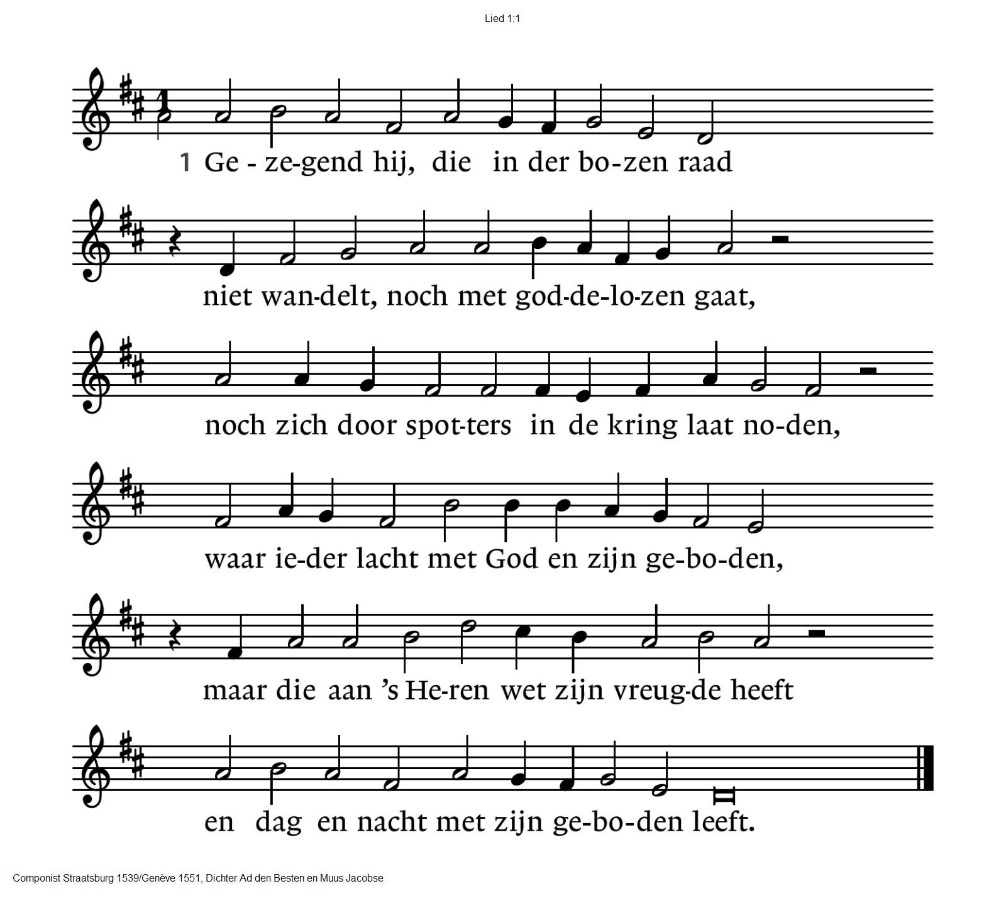 Lied 1:1
1
1 Ge - ze-gend hij, die in der bo-zen raad
niet wan-delt, noch met god-de-lo-zen gaat,
noch zich door spot-ters in de kring laat no-den,
waar ie-der lacht met God en zijn ge-bo-den,
maar die aan ’s He-ren wet zijn vreug-de heeft
en dag en nacht met zijn ge-bo-den leeft.
Componist Straatsburg 1539/Genève 1551, Dichter Ad den Besten en Muus Jacobse